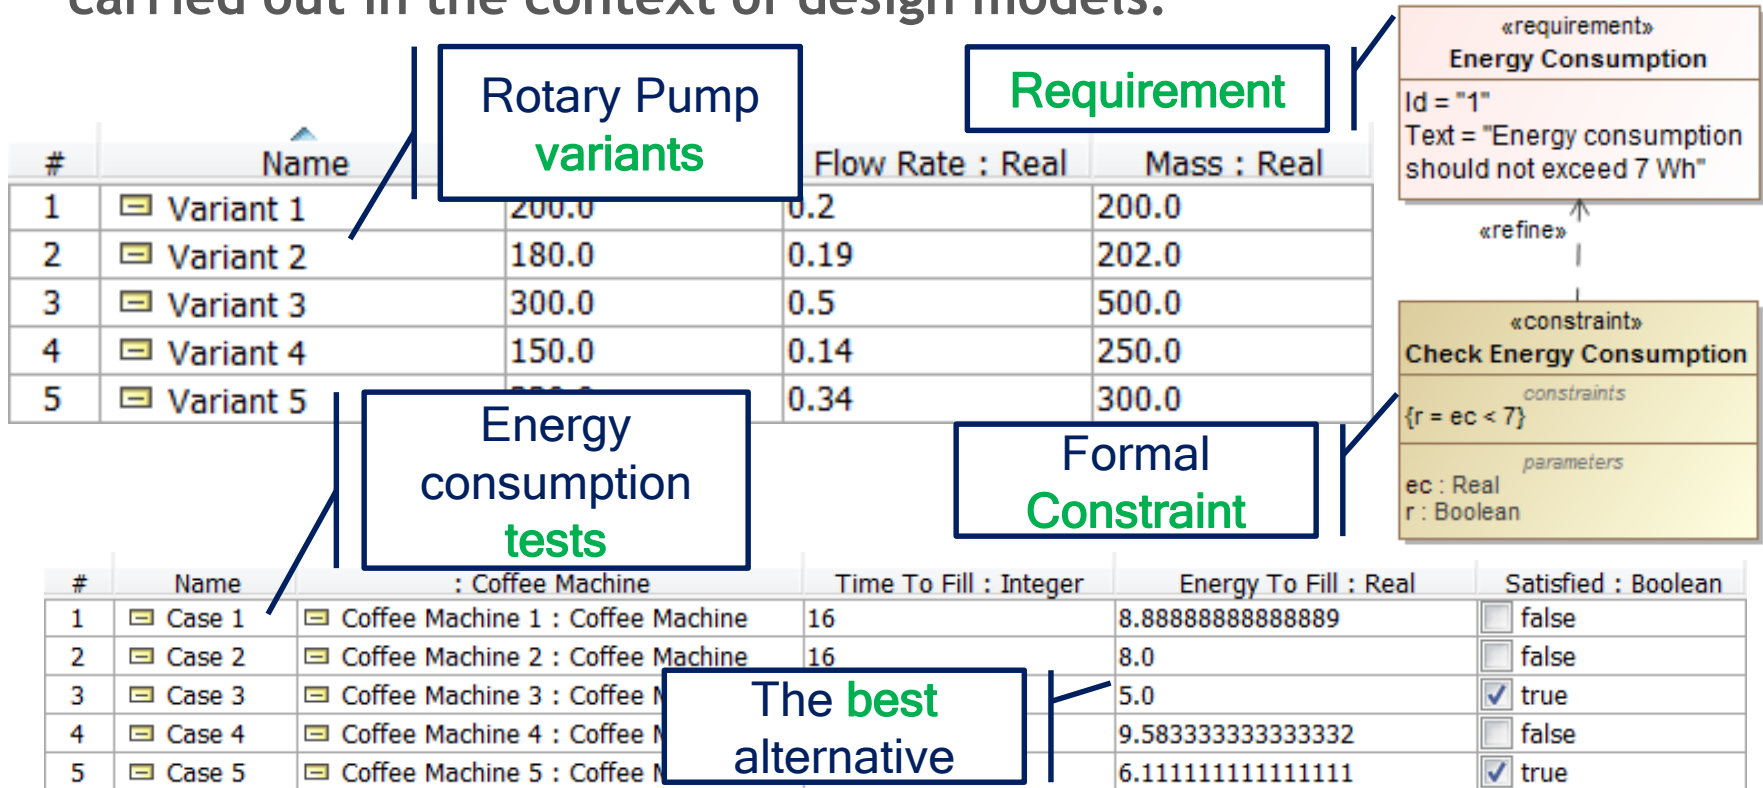 carried out in the context of design models.
Rotary Pump
variants
Requirement
«requirement»
Energy Consumption
Id = "1"
Text = "Energy consumption
should not exceed 7 Wh"
«refine»
# Name Flow Rate : Real Mass : Real
1 Variant 1 200.0 0.2 200.0
2 Variant 2 180.0 0.19 202.0
3 Variant 3 300.0 0.5 500.0
4 Variant 4 150.0 0.14 250.0
5 Variant 5 0.34 300.0
«constraint»
Check Energy Consumption
constraints
{r = ec < 7}
parameters
ec : Real
r : Boolean
Energy
consumption
tests
Formal
Constraint
# Name : Coffee Machine Time To Fill : Integer Energy To Fill : Real Satisfied : Boolean
1 Case 1 Coffee Machine 1 : Coffee Machine 16 8.88888888888889 false
2 Case 2 Coffee Machine 2 : Coffee Machine 16 8.0 false
3 Case 3 Coffee Machine 3 : Coffee 5.0 true
4 Case 4 Coffee Machine 4 : Coffee 9.583333333333332 false
5 Case 5 Coffee Machine 5 : Coffee 6.111111111111111 true
The best
alternative